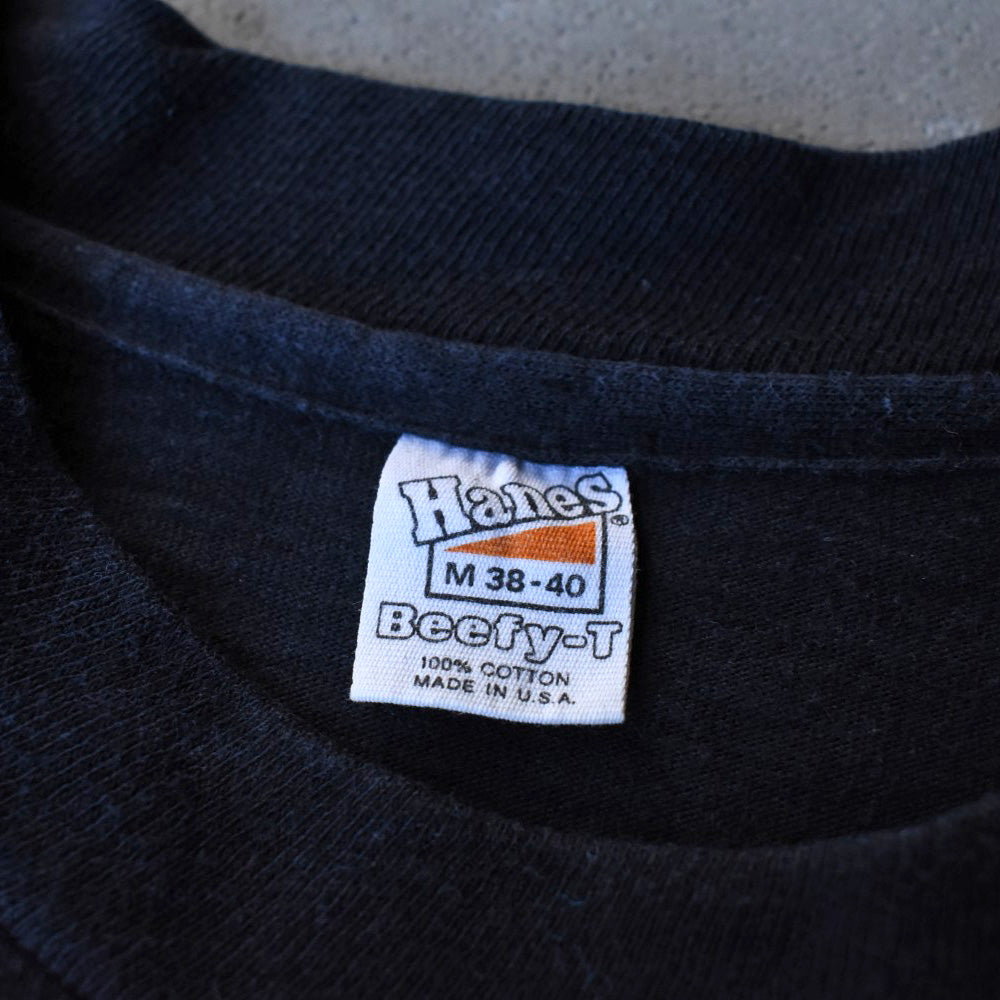 Hanes®
M 38-40
Beefy-T
100% COTTON
MADE IN U.S.A.